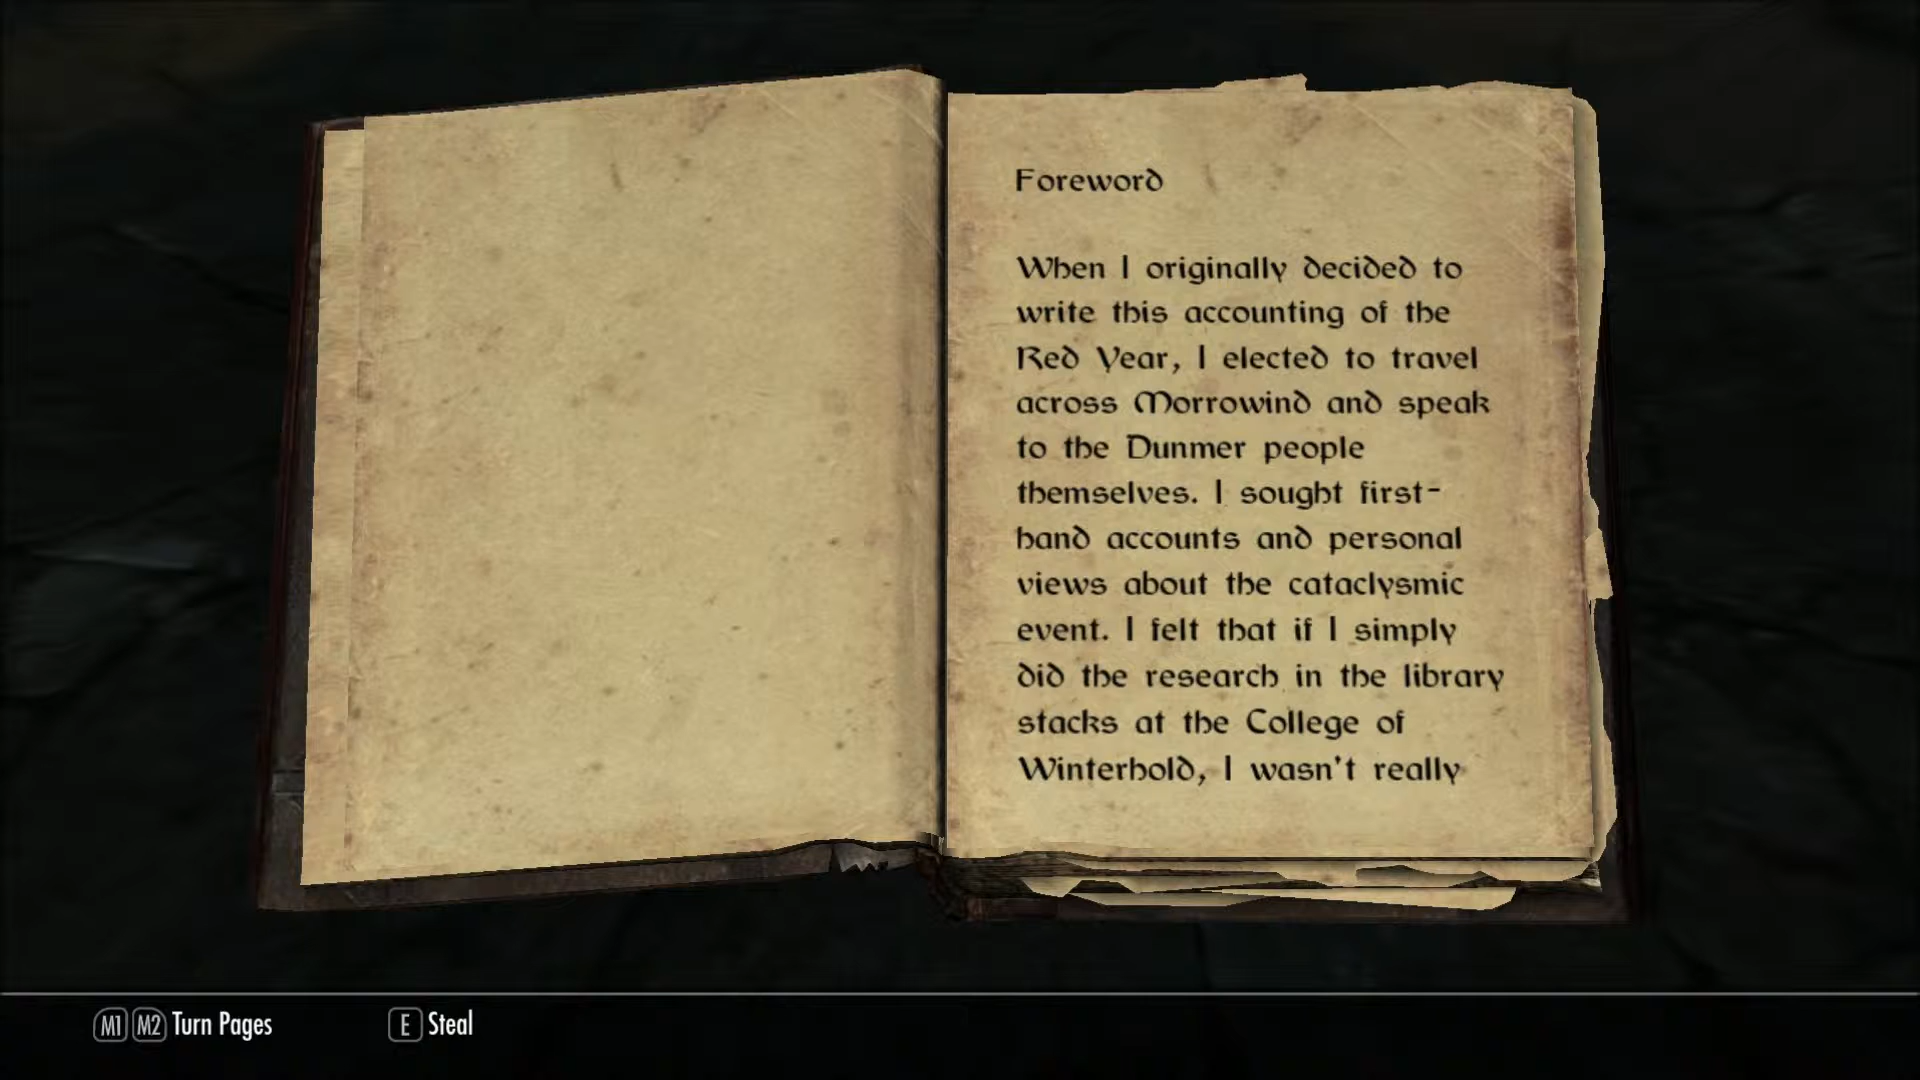 Foreword
When I originally decided to
write this accounting of the
Red Year, I elected to travel
across Morrowind and speak
to the Dunmer people
themselves. I sought first-
hand accounts and personal
views about the cataclysmic
event. I felt that if I simply
did the research in the library
stacks at the College of
Winterhold, I wasn't really
M1 M2 Turn Pages
E Steal